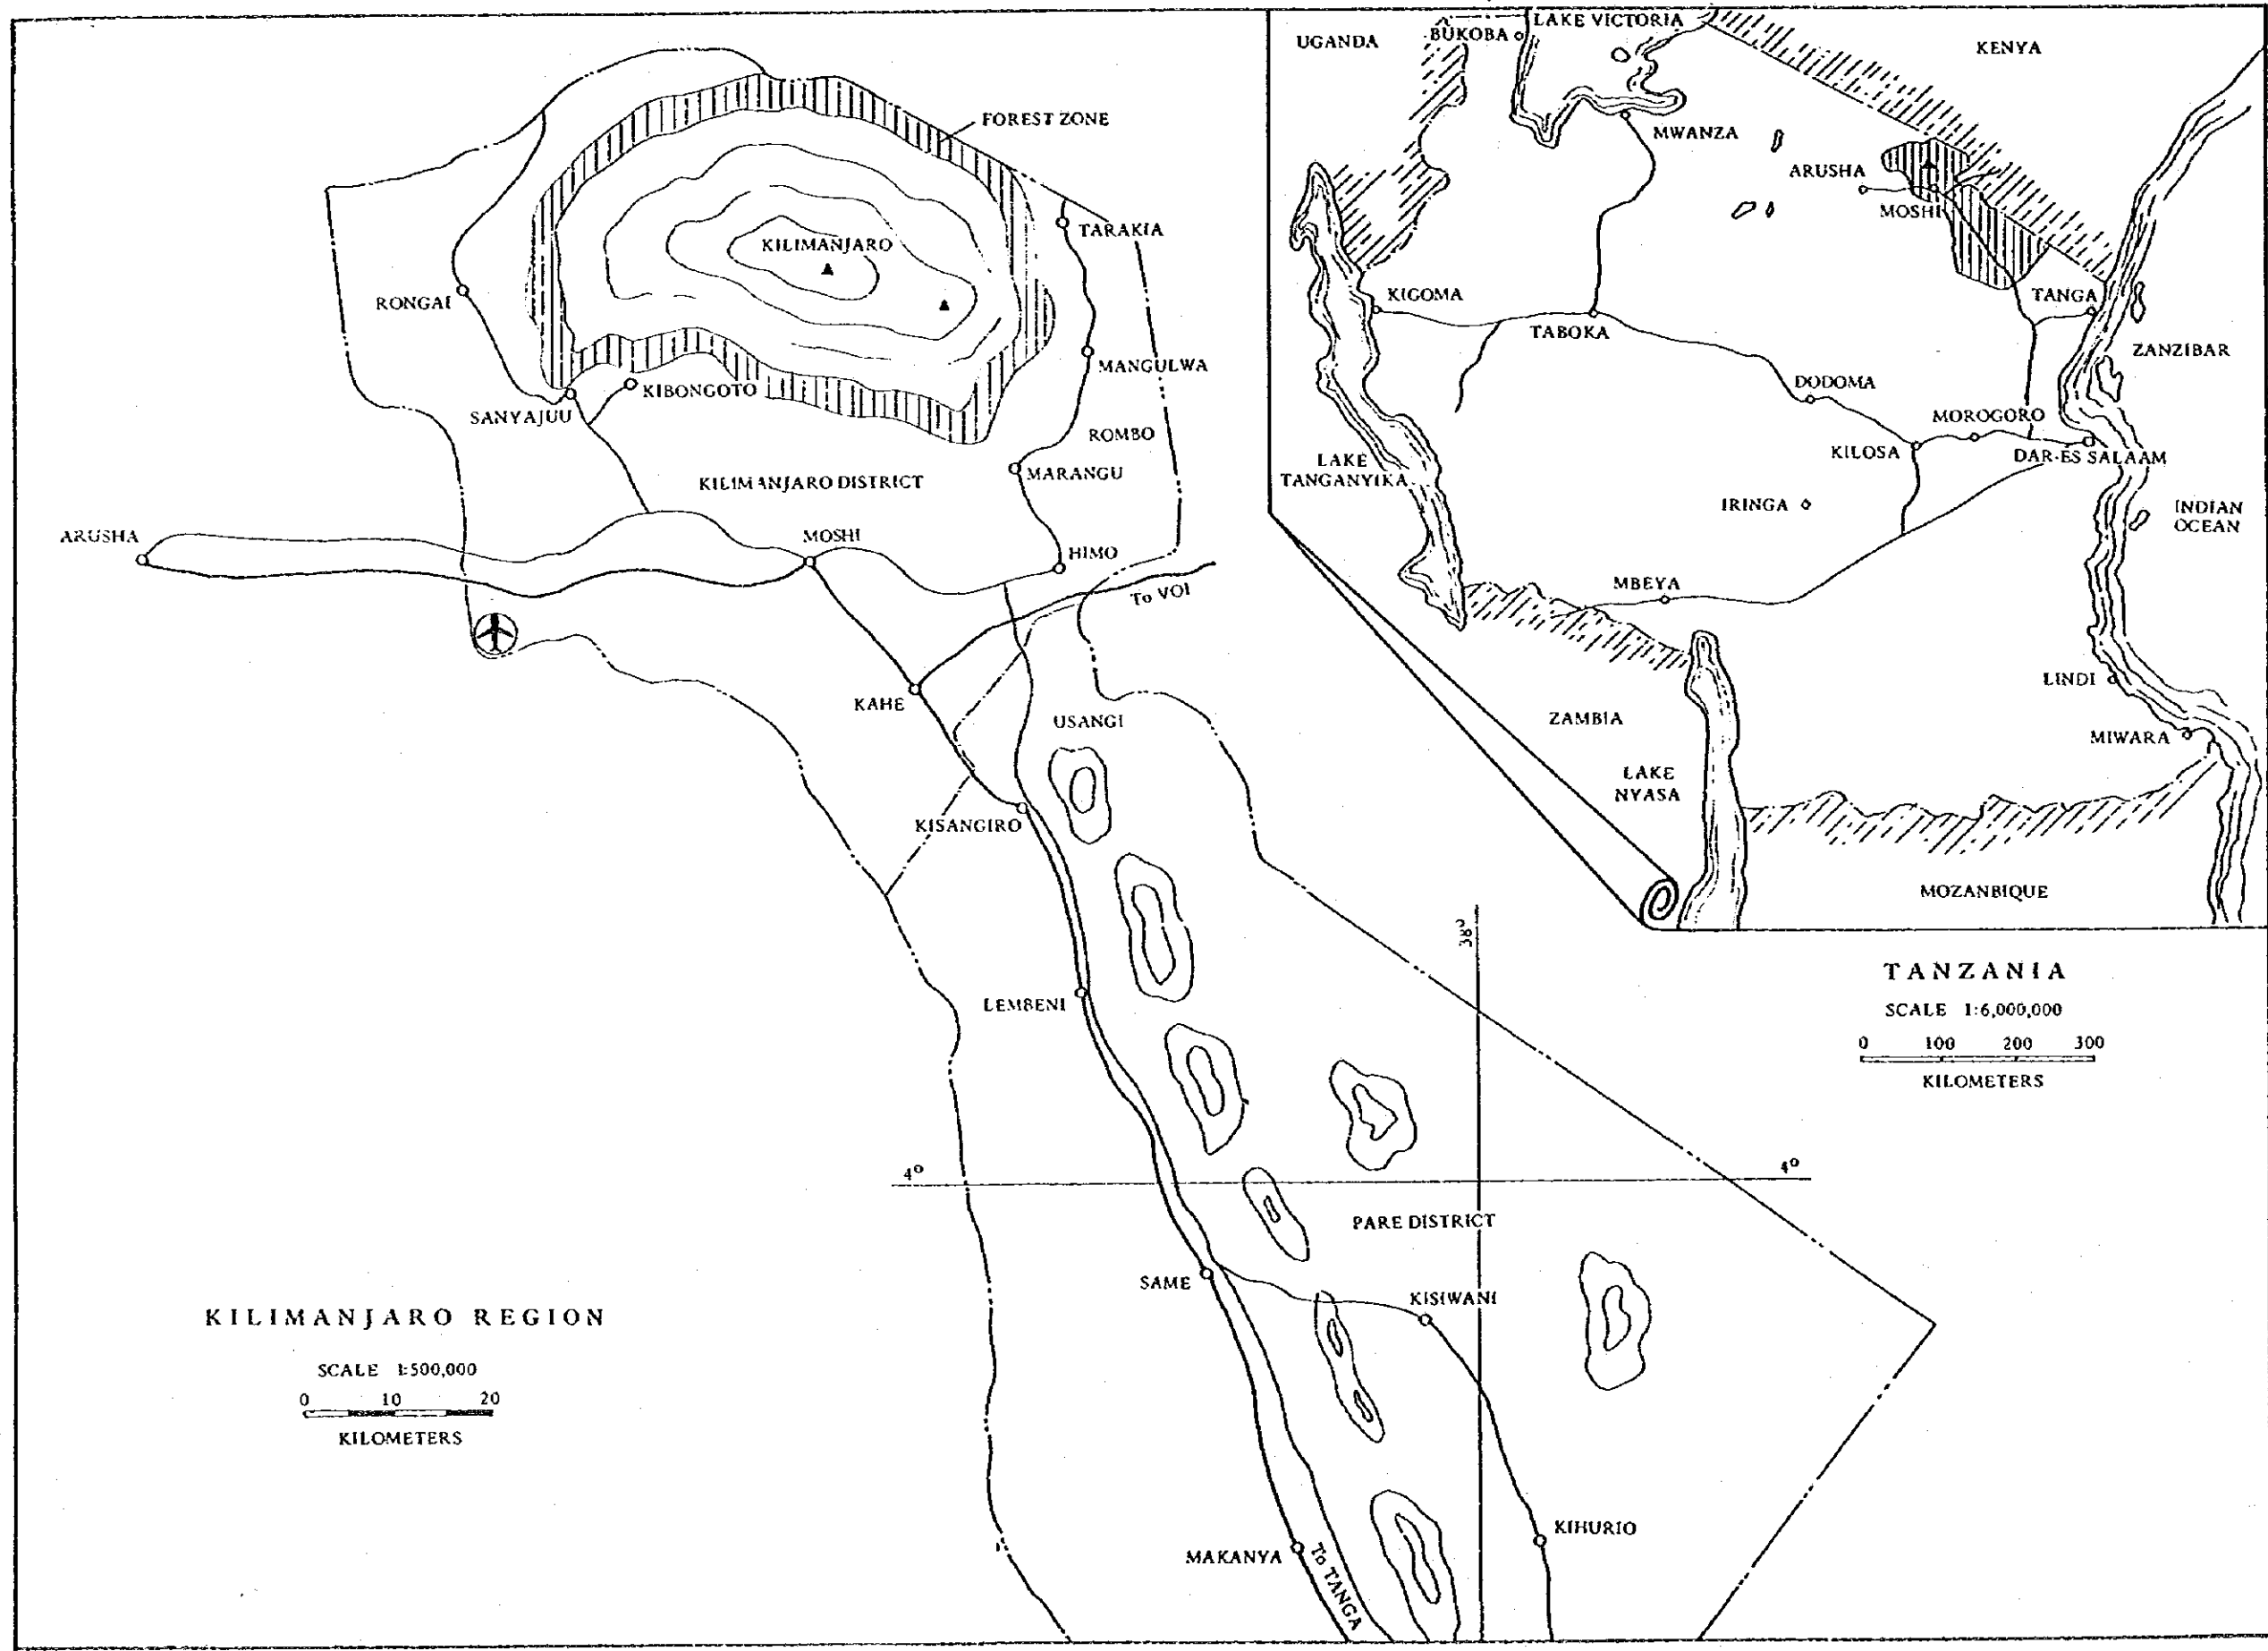 FOREST ZONE
KILIMANJARO
TARAKIA
RONGAI
MANGULWA
SANYAJUU
KIBONGOTO
ROMBO
MARANGU
KILIMANJARO DISTRICT
ARUSHA
MOSHI
HIMO
To VOI
KAHE
USANGI
KISANGIRO
LEMBENI
38°
4°
4°
PARE DISTRICT
SAME
KISIWANI
KIHURIO
MAKANYA
To TANGA
KILIMANJARO REGION
SCALE 1:500,000
0 10 20
KILOMETERS
UGANDA
BUKOBA
LAKE VICTORIA
KENYA
MWANZA
ARUSHA
MOSHI
KIGOMA
TABOKA
TANGA
ZANZIBAR
DODOMA
MOROGORO
KILOSA
DAR-ES SALAAM
LAKE
TANGANYIKA
IRINGA
INDIAN
OCEAN
MBEYA
LINDI
ZAMBIA
MIWARA
LAKE
NYASA
MOZANBIQUE
TANZANIA
SCALE 1:6,000,000
0 100 200 300
KILOMETERS